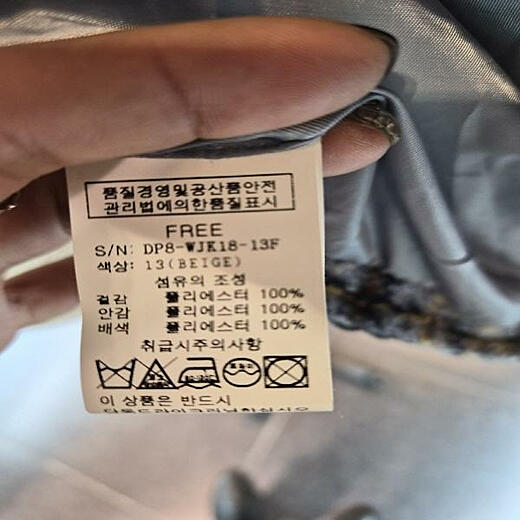 품질경영및공산품안전
관리법에의한품질표시
FREE
S/N: DP8-WJK18-13F
색상: 13(BEIGE)
섬유의 조성
겉감 폴리에스터 100%
안감 폴리에스터 100%
배색 폴리에스터 100%
취급시주의사항
이 상품은 반드시